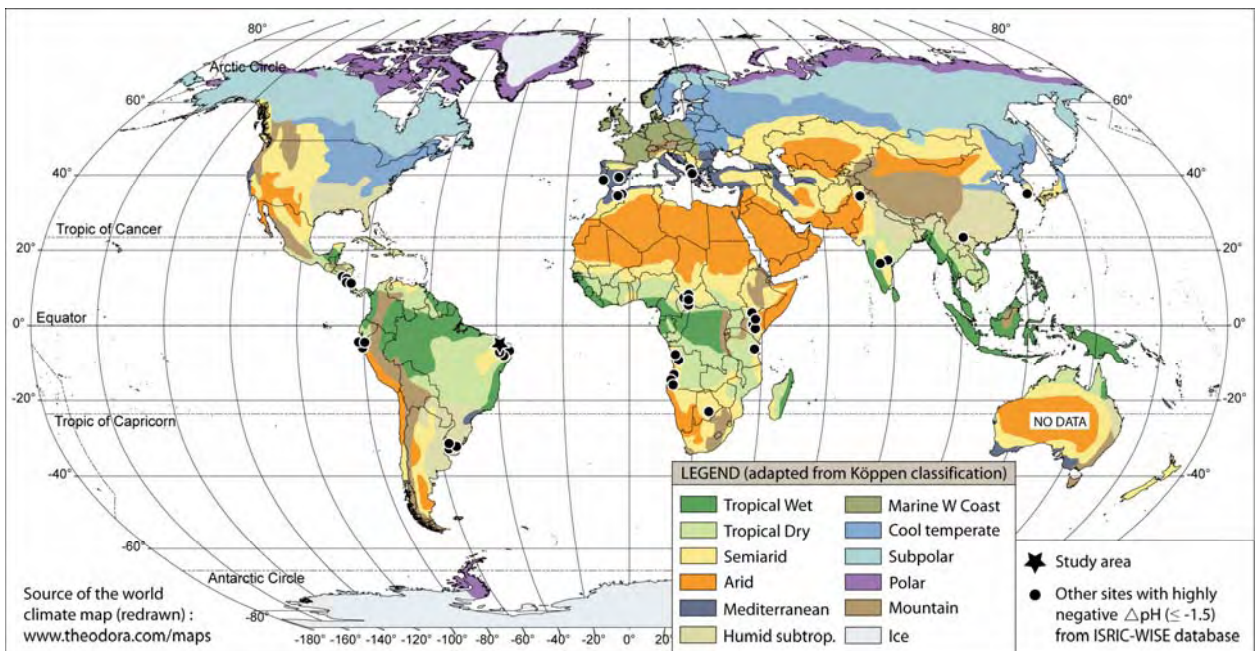 80°
80°
Arctic Circle
60°
60°
40°
40°
Tropic of Cancer
20°
20°
Equator
0°
0°
-20°
-20°
Tropic of Capricorn
NO DATA
-40°
-40°
-60°
Antarctic Circle
-80°
-180° -160° -140° -120° -100° -80° -60° -40° -20° 0° 20°
Source of the world
climate map (redrawn) :
www.theodora.com/maps
LEGEND (adapted from Köppen classification)
Tropical Wet
Tropical Dry
Semiarid
Arid
Mediterranean
Humid subtrop.
Marine W Coast
Cool temperate
Subpolar
Polar
Mountain
Ice
Study area
Other sites with highly
negative △pH (≤ -1.5)
from ISRIC-WISE database